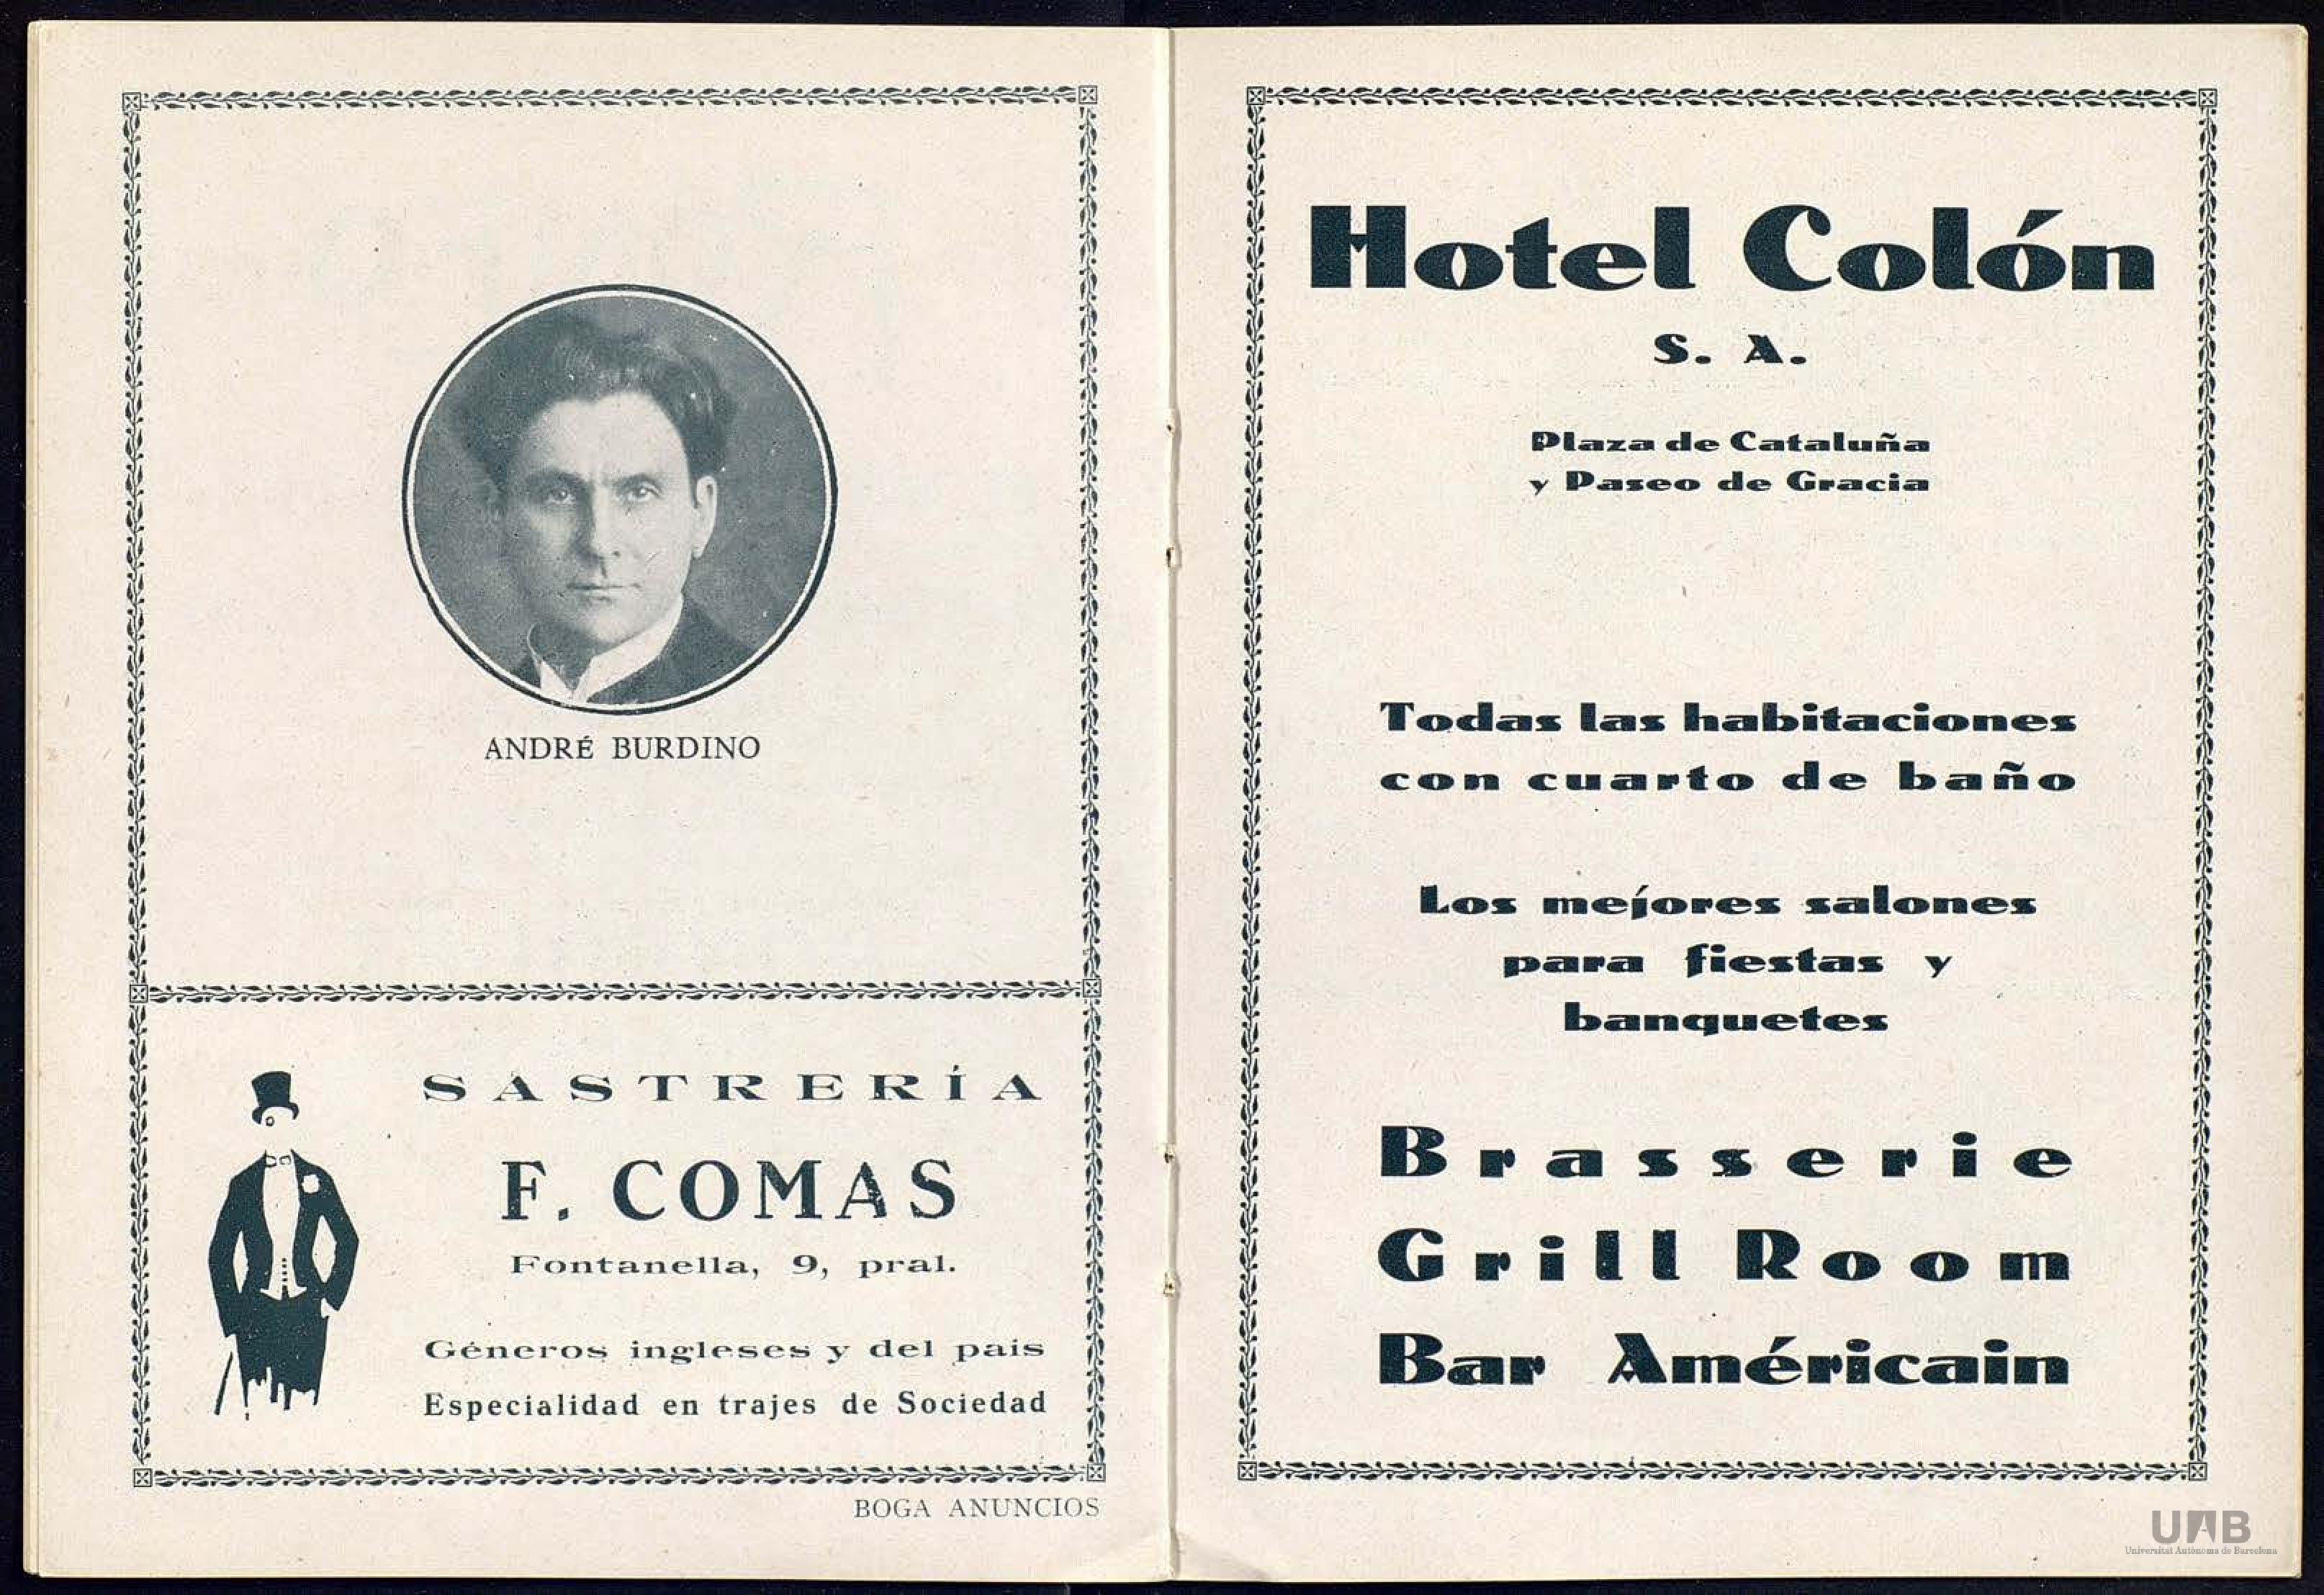 ANDRÉ BURDINO
SASTRERÍA
F. COMAS
Fontanella, 9, pral.
Géneros ingleses y del país
Especialidad en trajes de Sociedad
BOGA ANUNCIOS
Hotel Colón
S. A.
Plaza de Cataluña
y Paseo de Gracia
Todas las habitaciones
con cuarto de baño
Los mejores salones
para fiestas y
banquetes
Brasserie
Grill Room
Bar Américain
UAB
Universitat Autònoma de Barcelona